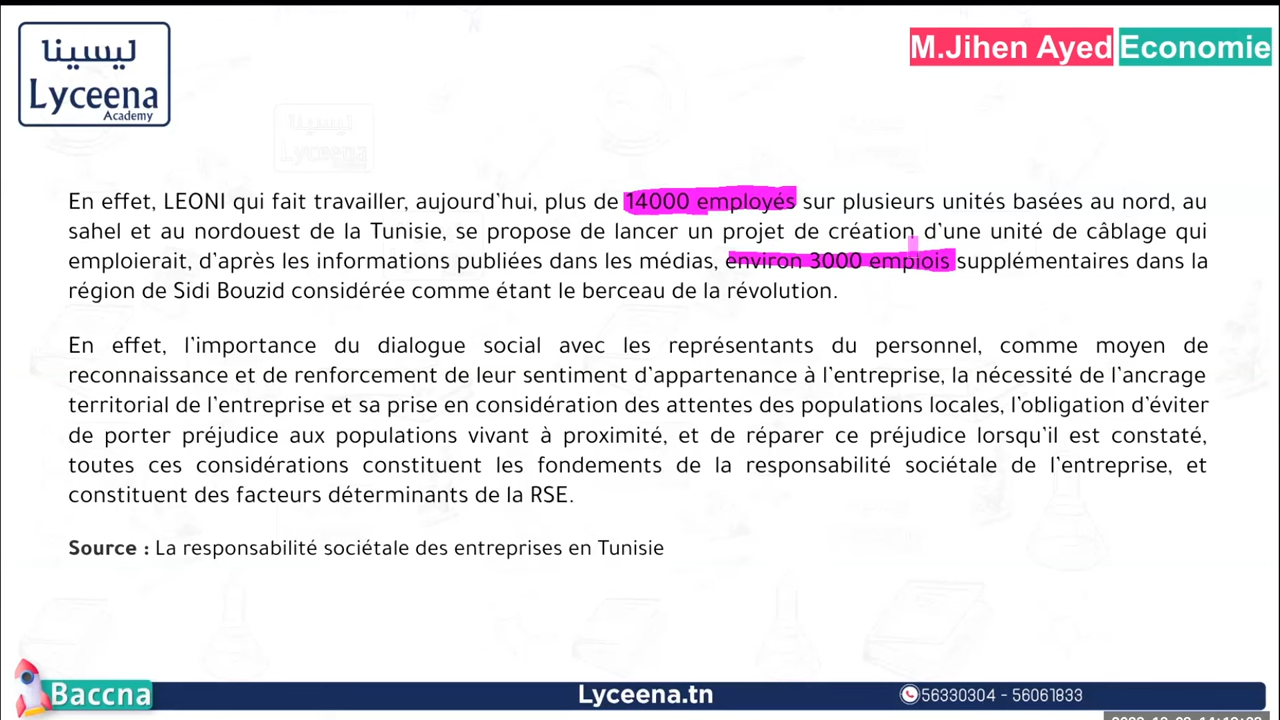 ليسينا
Lyceena
Academy
M.Jihen Ayed Economie
En effet, LEONI qui fait travailler, aujourd'hui, plus de 14000 employés sur plusieurs unités basées au nord, au
sahel et au nordouest de la Tunisie, se propose de lancer un projet de création d'une unité de câblage qui
emploierait, d'après les informations publiées dans les médias, environ 3000 emplois supplémentaires dans la
région de Sidi Bouzid considérée comme étant le berceau de la révolution.
En effet, l'importance du dialogue social avec les représentants du personnel, comme moyen de
reconnaissance et de renforcement de leur sentiment d'appartenance à l'entreprise, la nécessité de l'ancrage
territorial de l'entreprise et sa prise en considération des attentes des populations locales, l'obligation d'éviter
de porter préjudice aux populations vivant à proximité, et de réparer ce préjudice lorsqu'il est constaté,
toutes ces considérations constituent les fondements de la responsabilité sociétale de l'entreprise, et
constituent des facteurs déterminants de la RSE.
Source : La responsabilité sociétale des entreprises en Tunisie
Baccna
Lyceena.tn
56330304 - 56061833